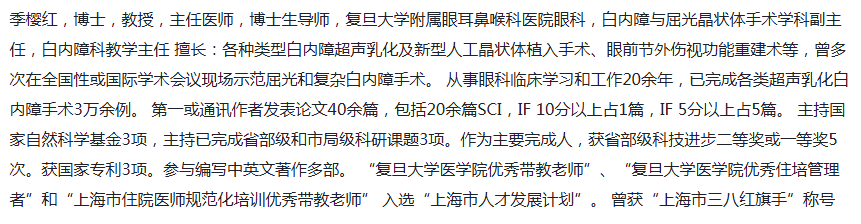 季樱红，博士，教授，主任医师，博士生导师，复旦大学附属眼耳鼻喉科医院眼科，白内障与屈光晶状体手术学科副主
任，白内障科教学主任 擅长：各种类型白内障超声乳化及新型人工晶状体植入手术、眼前节外伤视功能重建术等，曾多
次在全国性或国际学术会议现场示范屈光和复杂白内障手术。 从事眼科临床学习和工作20余年，已完成各类超声乳化白
内障手术3万余例。 第一或通讯作者发表论文40余篇，包括20余篇SCI，IF 10分以上占1篇，IF 5分以上占5篇。 主持国
家自然科学基金3项，主持已完成省部级和市局级科研课题3项。作为主要完成人，获省部级科技进步二等奖或一等奖5
次。获国家专利3项。参与编写中英文著作多部。 “复旦大学医学院优秀带教老师”、“复旦大学医学院优秀住培管理
者”和“上海市住院医师规范化培训优秀带教老师” 入选“上海市人才发展计划”。 曾获“上海市三八红旗手”称号